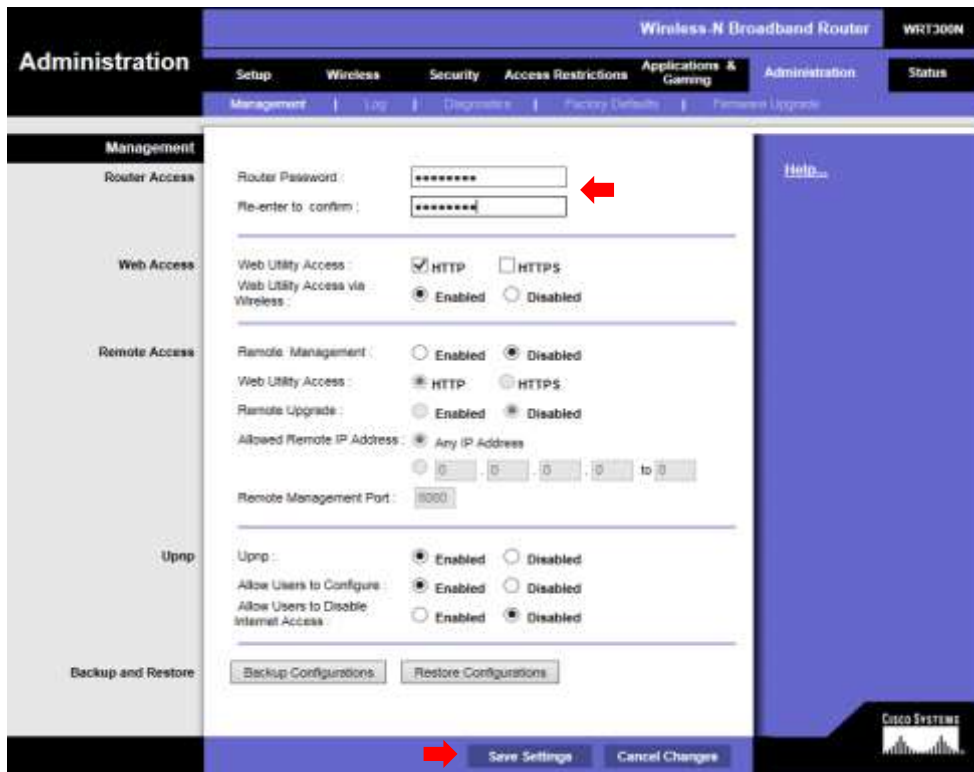 Wireless-N Broadband Router WRT300N
Administration
Setup Wireless Security Access Restrictions Applications & Gaming Administration Status
Management | Log | Diagnostics | Factory Defaults | Firmware Upgrade
Management
Help...
Router Access Router Password :
Re-enter to confirm :
Web Access Web Utility Access : HTTP HTTPS
Web Utility Access via
Wireless : Enabled Disabled
Remote Access Remote Management : Enabled Disabled
Web Utility Access : HTTP HTTPS
Remote Upgrade : Enabled Disabled
Allowed Remote IP Address : Any IP Address
0 . 0 . 0 . 0 to 0
Remote Management Port : 8080
Upnp Upnp : Enabled Disabled
Allow Users to Configure : Enabled Disabled
Allow Users to Disable
Internet Access : Enabled Disabled
Backup and Restore Backup Configurations Restore Configurations
Cisco Systems
Save Settings Cancel Changes